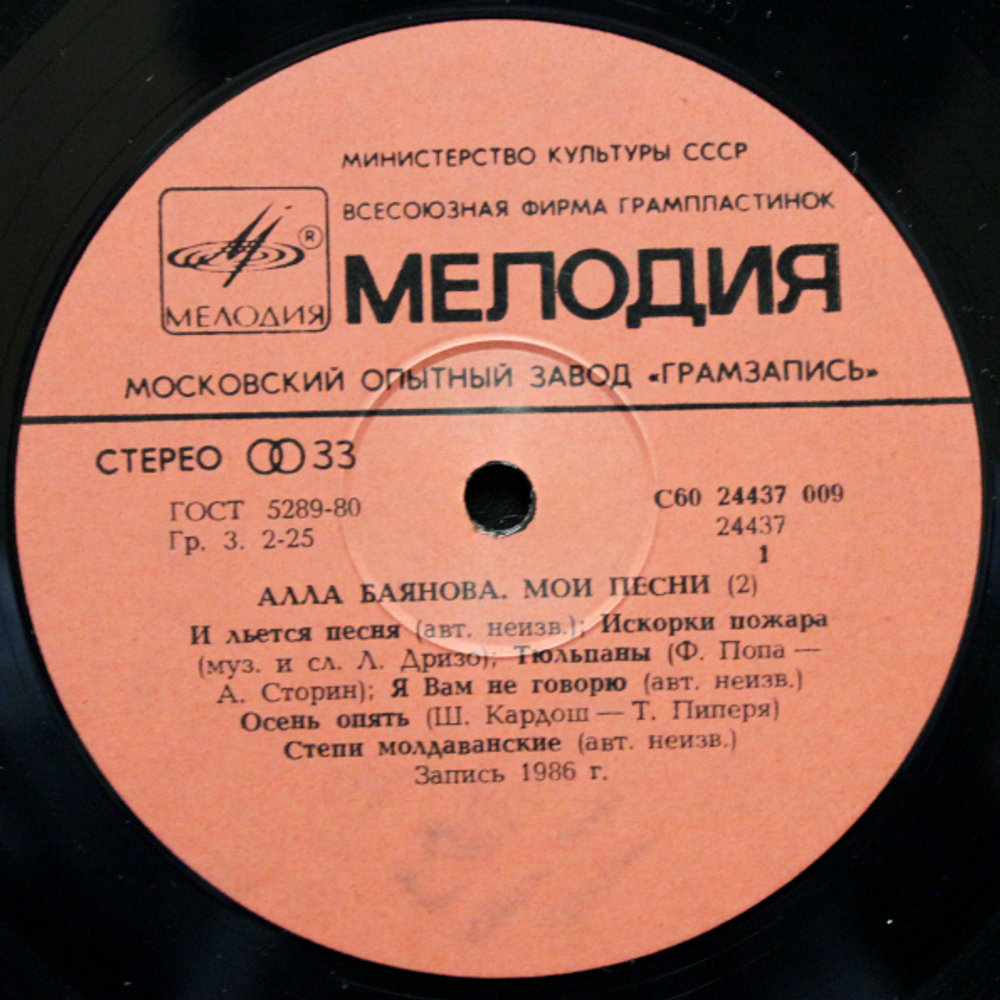 МИНИСТЕРСТВО КУЛЬТУРЫ СССР
ВСЕСОЮЗНАЯ ФИРМА ГРАМПЛАСТИНОК
®
МЕЛОДИЯ
МЕЛОДИЯ
МОСКОВСКИЙ ОПЫТНЫЙ ЗАВОД «ГРАМЗАПИСЬ»
СТЕРЕО 33
ГОСТ 5289-80
Гр. 3. 2-25
С60 24437 009
24437
1
АЛЛА БАЯНОВА. МОИ ПЕСНИ (2)
И льется песня (авт. неизв.); Искорки пожара
(муз. и сл. Л. Дризо); Тюльпаны (Ф. Попа —
А. Сторин); Я Вам не говорю (авт. неизв.)
Осень опять (Ш. Кардош — Т. Пиперя)
Степи молдаванские (авт. неизв.)
Запись 1986 г.